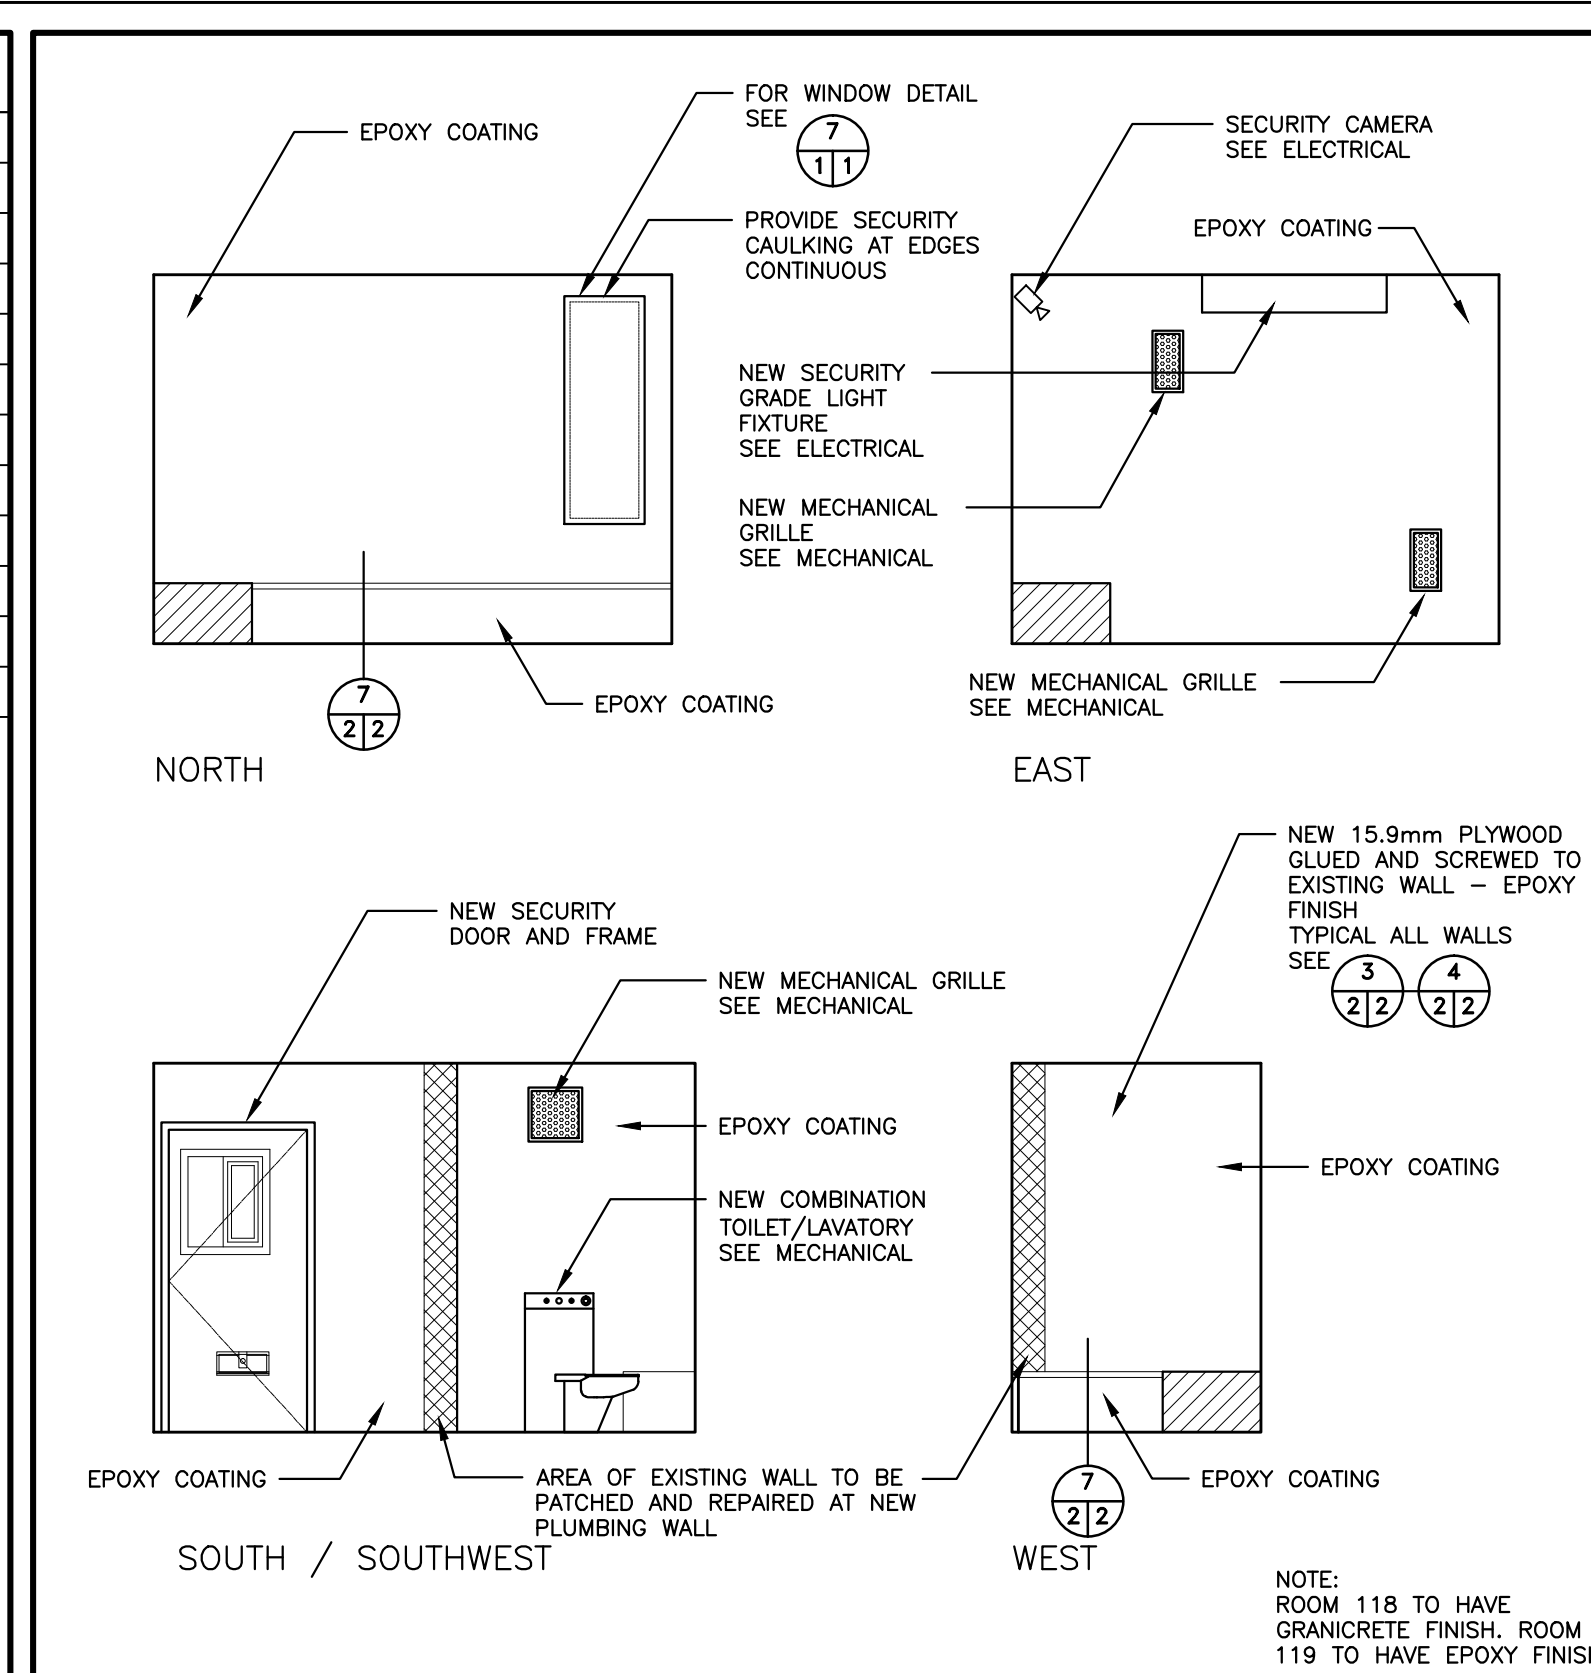 EPOXY COATING
FOR WINDOW DETAIL
SEE
7
1 1
PROVIDE SECURITY
CAULKING AT EDGES
CONTINUOUS
SECURITY CAMERA
SEE ELECTRICAL
EPOXY COATING
NEW SECURITY
GRADE LIGHT
FIXTURE
SEE ELECTRICAL
NEW MECHANICAL
GRILLE
SEE MECHANICAL
EPOXY COATING
7
2 2
NORTH
NEW MECHANICAL GRILLE
SEE MECHANICAL
EAST
NEW SECURITY
DOOR AND FRAME
NEW MECHANICAL GRILLE
SEE MECHANICAL
EPOXY COATING
NEW COMBINATION
TOILET/LAVATORY
SEE MECHANICAL
EPOXY COATING
AREA OF EXISTING WALL TO BE
PATCHED AND REPAIRED AT NEW
PLUMBING WALL
SOUTH / SOUTHWEST
NEW 15.9mm PLYWOOD
GLUED AND SCREWED TO
EXISTING WALL – EPOXY
FINISH
TYPICAL ALL WALLS
SEE
3
2 2
4
2 2
EPOXY COATING
EPOXY COATING
7
2 2
WEST
NOTE:
ROOM 118 TO HAVE
GRANICRETE FINISH. ROOM
119 TO HAVE EPOXY FINISH